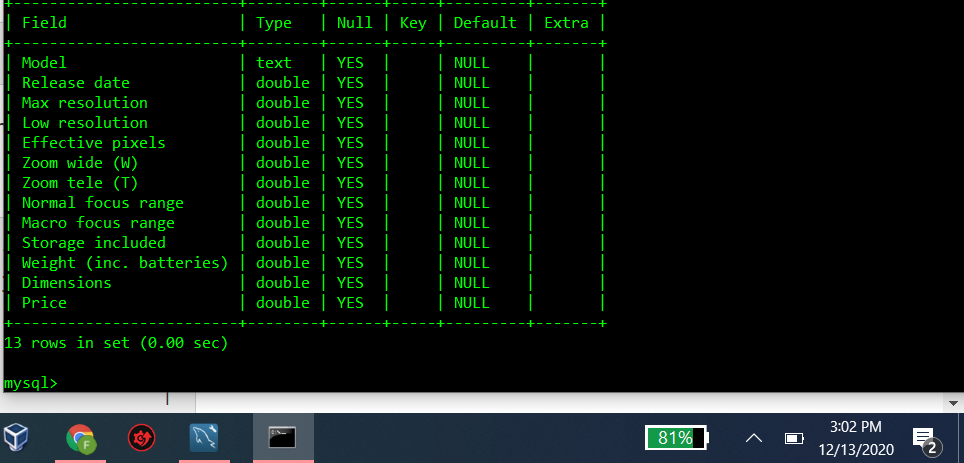 +-------------------------+--------+------+-----+---------+-------+
| Field                   | Type   | Null | Key | Default | Extra |
+-------------------------+--------+------+-----+---------+-------+
| Model                   | text   | YES  |     | NULL    |       |
| Release date            | double | YES  |     | NULL    |       |
| Max resolution          | double | YES  |     | NULL    |       |
| Low resolution          | double | YES  |     | NULL    |       |
| Effective pixels        | double | YES  |     | NULL    |       |
| Zoom wide (W)           | double | YES  |     | NULL    |       |
| Zoom tele (T)           | double | YES  |     | NULL    |       |
| Normal focus range      | double | YES  |     | NULL    |       |
| Macro focus range       | double | YES  |     | NULL    |       |
| Storage included        | double | YES  |     | NULL    |       |
| Weight (inc. batteries) | double | YES  |     | NULL    |       |
| Dimensions              | double | YES  |     | NULL    |       |
| Price                   | double | YES  |     | NULL    |       |
+-------------------------+--------+------+-----+---------+-------+
13 rows in set (0.00 sec)
mysql>
F
81%
3:02 PM
12/13/2020
2